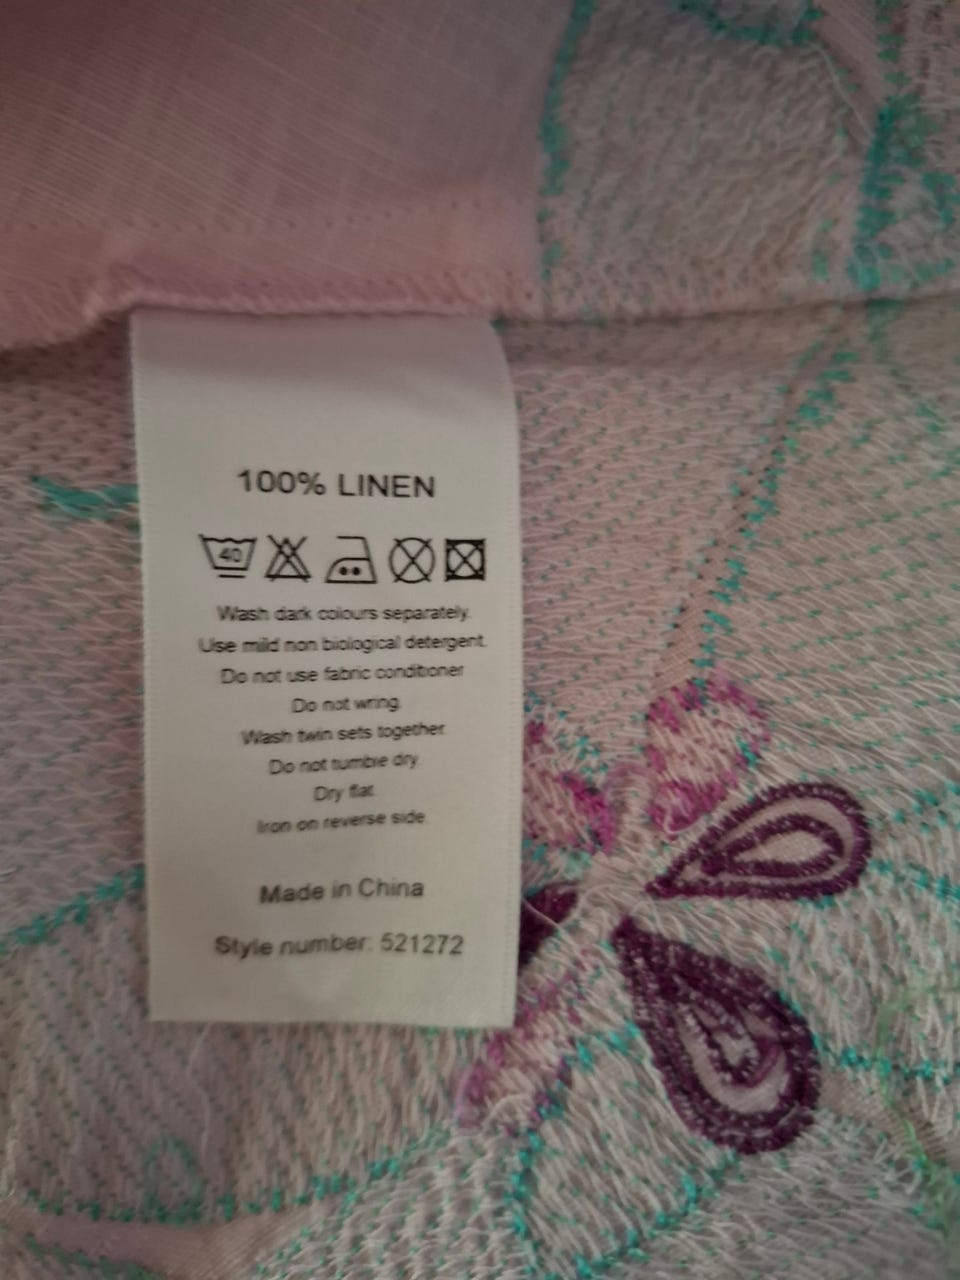 100% LINEN
40
Wash dark colours separately.
Use mild non biological detergent.
Do not use fabric conditioner
Do not wring.
Wash twin sets together.
Do not tumble dry.
Dry flat.
Iron on reverse side
Made in China
Style number: 521272